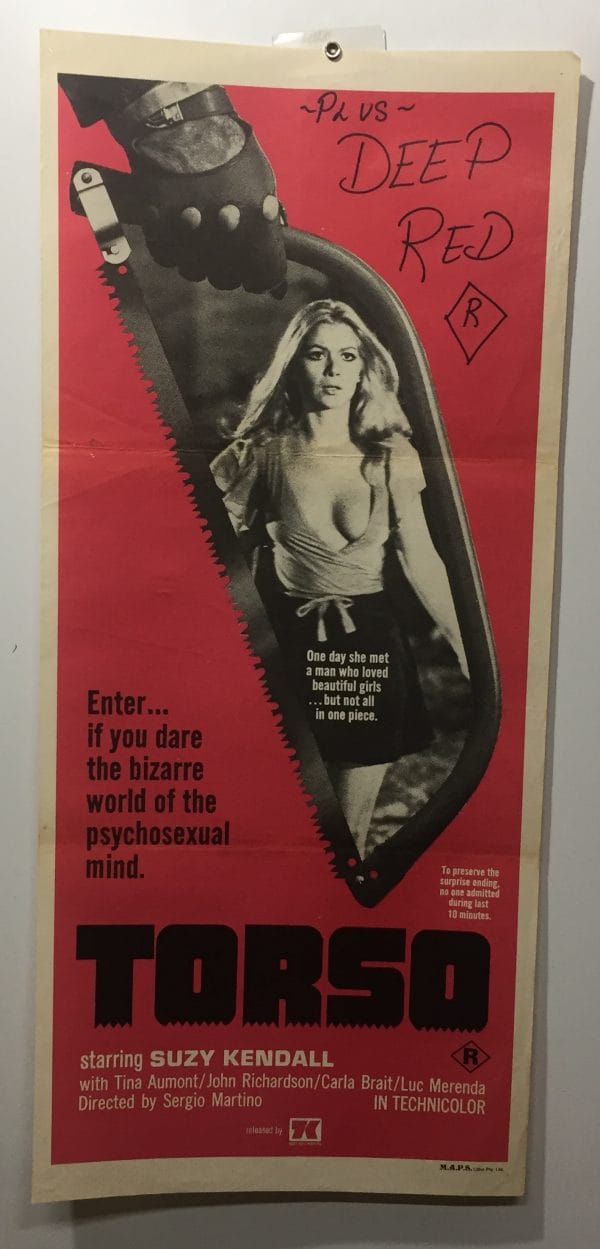 ~PLUS~
DEEP
RED
R
One day she met
a man who loved
beautiful girls
...but not all
in one piece.
Enter...
if you dare
the bizarre
world of the
psychosexual
mind.
To preserve the
surprise ending,
no one admitted
during last
10 minutes.
TORSO
starring SUZY KENDALL
R
with Tina Aumont/John Richardson/Carla Brait/Luc Merenda
Directed by Sergio Martino
IN TECHNICOLOR
released by
M.A.P.S. Litho Pty. Ltd.